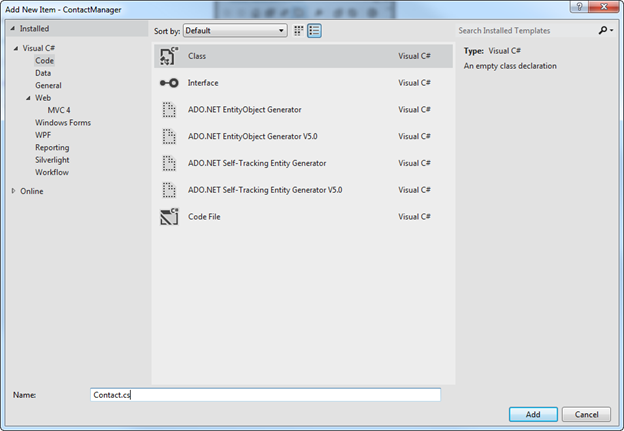 Add New Item - ContactManager
Installed
Sort by: Default
Search Installed Templates
Visual C#
Code
Data
General
Web
MVC 4
Windows Forms
WPF
Reporting
Silverlight
Workflow
Online
Class Visual C#
Interface Visual C#
ADO.NET EntityObject Generator Visual C#
ADO.NET EntityObject Generator V5.0 Visual C#
ADO.NET Self-Tracking Entity Generator Visual C#
ADO.NET Self-Tracking Entity Generator V5.0 Visual C#
Code File Visual C#
Type: Visual C#
An empty class declaration
Name: Contact.cs
Add Cancel